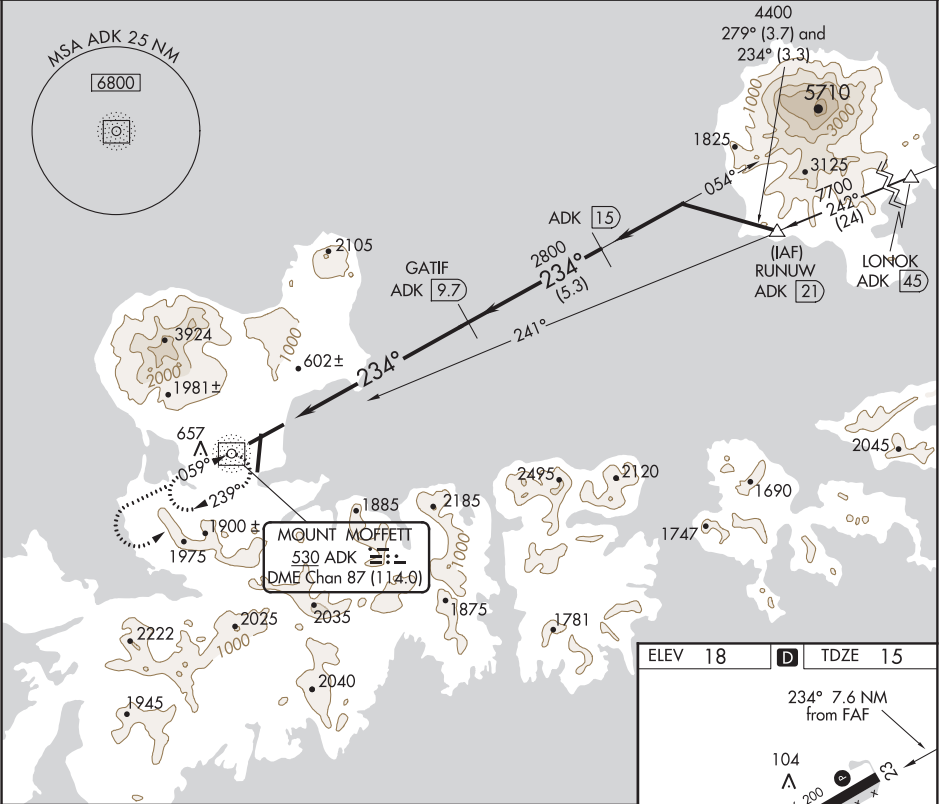 MSA ADK 25 NM
6800
4400
279° (3.7) and
234° (3.3)
1000
5710
3000
1825
3125
054°
7700
242°
(24)
ADK 15
2800
234°
(5.3)
(IAF)
RUNUW
ADK 21
LONOK
ADK 45
2105
GATIF
ADK 9.7
241°
3924
2000
1981±
1000
602±
234°
657
059°
239°
2045
2495
2120
1690
1747
1885
2185
1900 ±
1975
1000
MOUNT MOFFETT
530 ADK
DME Chan 87 (114.0)
2035
1875
1781
2025
2222
1000
2040
1945
ELEV 18 D TDZE 15
234° 7.6 NM
from FAF
104
P
23
200
x
x